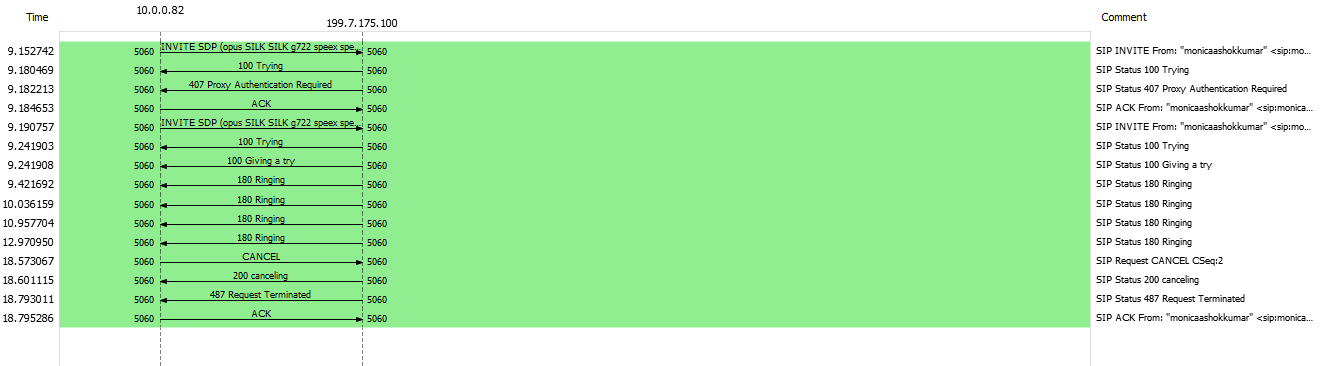 Time 10.0.0.82 199.7.175.100 Comment
9.152742 5060 INVITE SDP (opus SILK SILK g722 speex spe... 5060 SIP INVITE From: "monicaashokkumar" <sip:mo...
9.180469 5060 100 Trying 5060 SIP Status 100 Trying
9.182213 5060 407 Proxy Authentication Required 5060 SIP Status 407 Proxy Authentication Required
9.184653 5060 ACK 5060 SIP ACK From: "monicaashokkumar" <sip:monica...
9.190757 5060 INVITE SDP (opus SILK SILK g722 speex spe... 5060 SIP INVITE From: "monicaashokkumar" <sip:mo...
9.241903 5060 100 Trying 5060 SIP Status 100 Trying
9.241908 5060 100 Giving a try 5060 SIP Status 100 Giving a try
9.421692 5060 180 Ringing 5060 SIP Status 180 Ringing
10.036159 5060 180 Ringing 5060 SIP Status 180 Ringing
10.957704 5060 180 Ringing 5060 SIP Status 180 Ringing
12.970950 5060 180 Ringing 5060 SIP Status 180 Ringing
18.573067 5060 CANCEL 5060 SIP Request CANCEL CSeq:2
18.601115 5060 200 canceling 5060 SIP Status 200 canceling
18.793011 5060 487 Request Terminated 5060 SIP Status 487 Request Terminated
18.795286 5060 ACK 5060 SIP ACK From: "monicaashokkumar" <sip:monica...